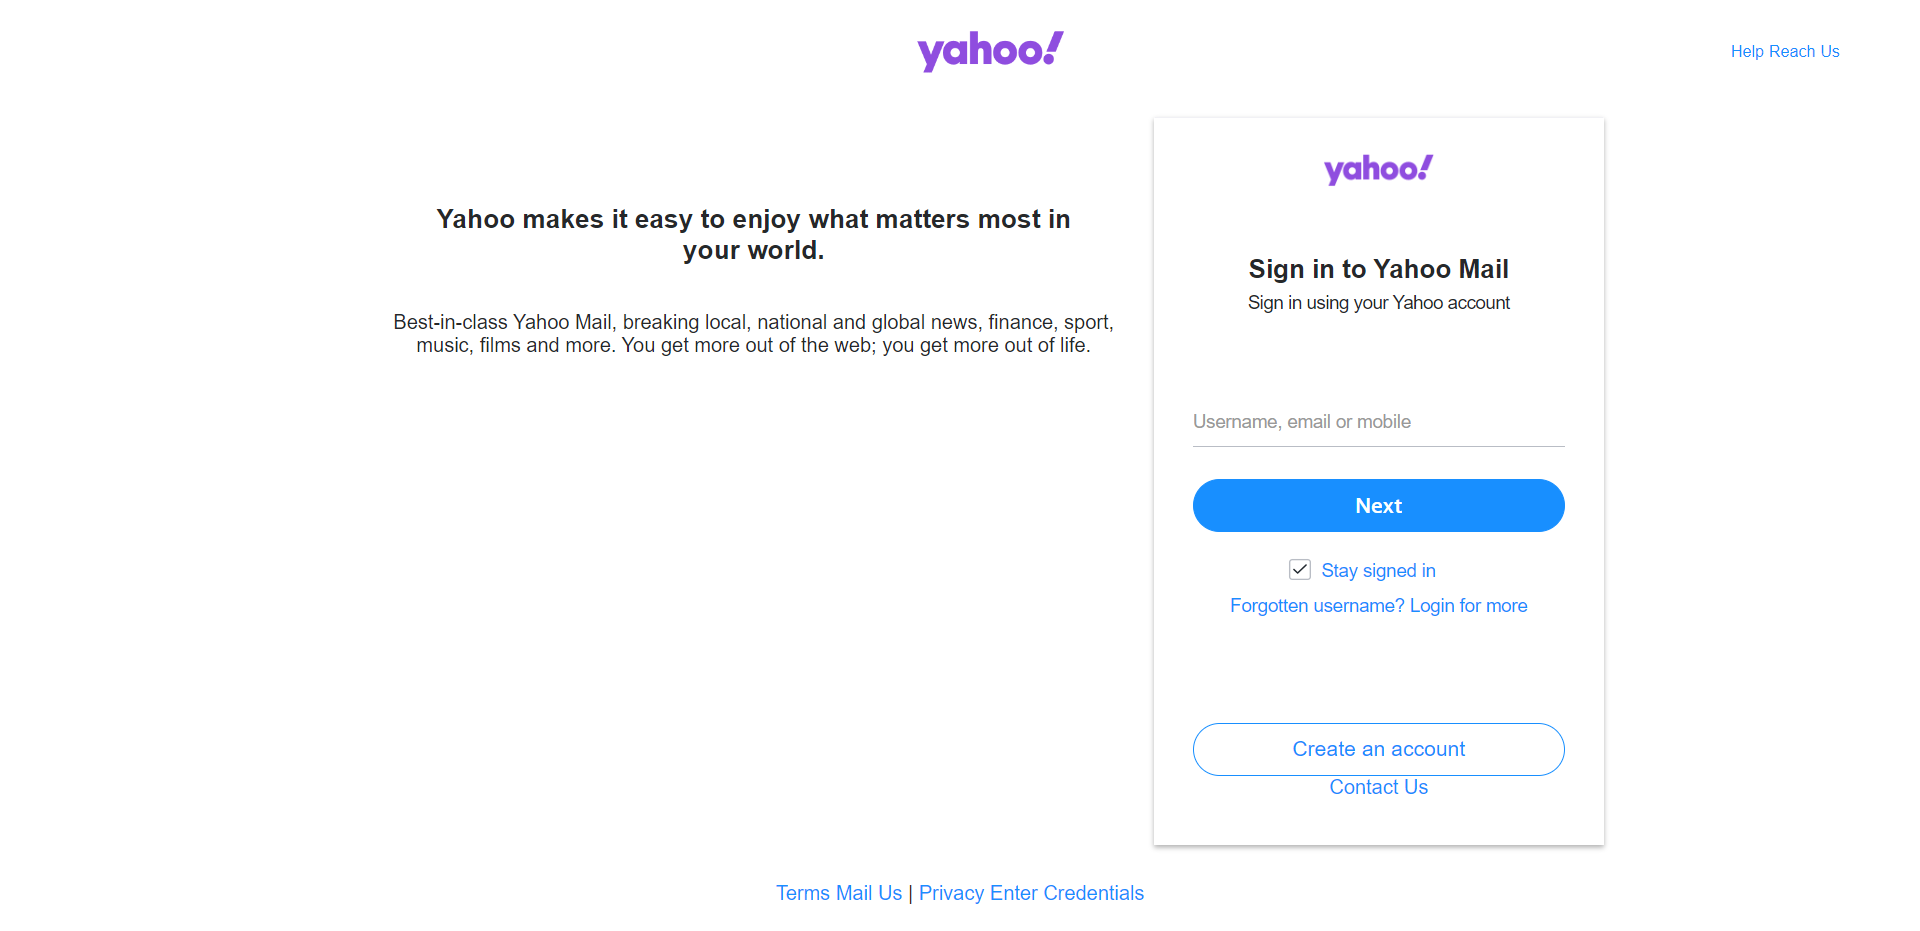 yahoo!
Help Reach Us
Yahoo makes it easy to enjoy what matters most in
your world.
Best-in-class Yahoo Mail, breaking local, national and global news, finance, sport,
music, films and more. You get more out of the web; you get more out of life.
yahoo!
Sign in to Yahoo Mail
Sign in using your Yahoo account
Username, email or mobile
Next
Stay signed in
Forgotten username? Login for more
Create an account
Contact Us
Terms Mail Us | Privacy Enter Credentials